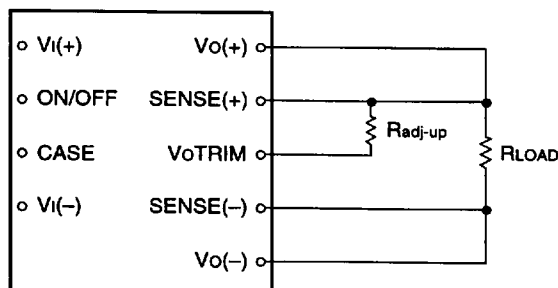 VI(+) VO(+)
ON/OFF SENSE(+)
Radj-up
CASE VOTRIM RLOAD
VI(–) SENSE(–)
VO(–)